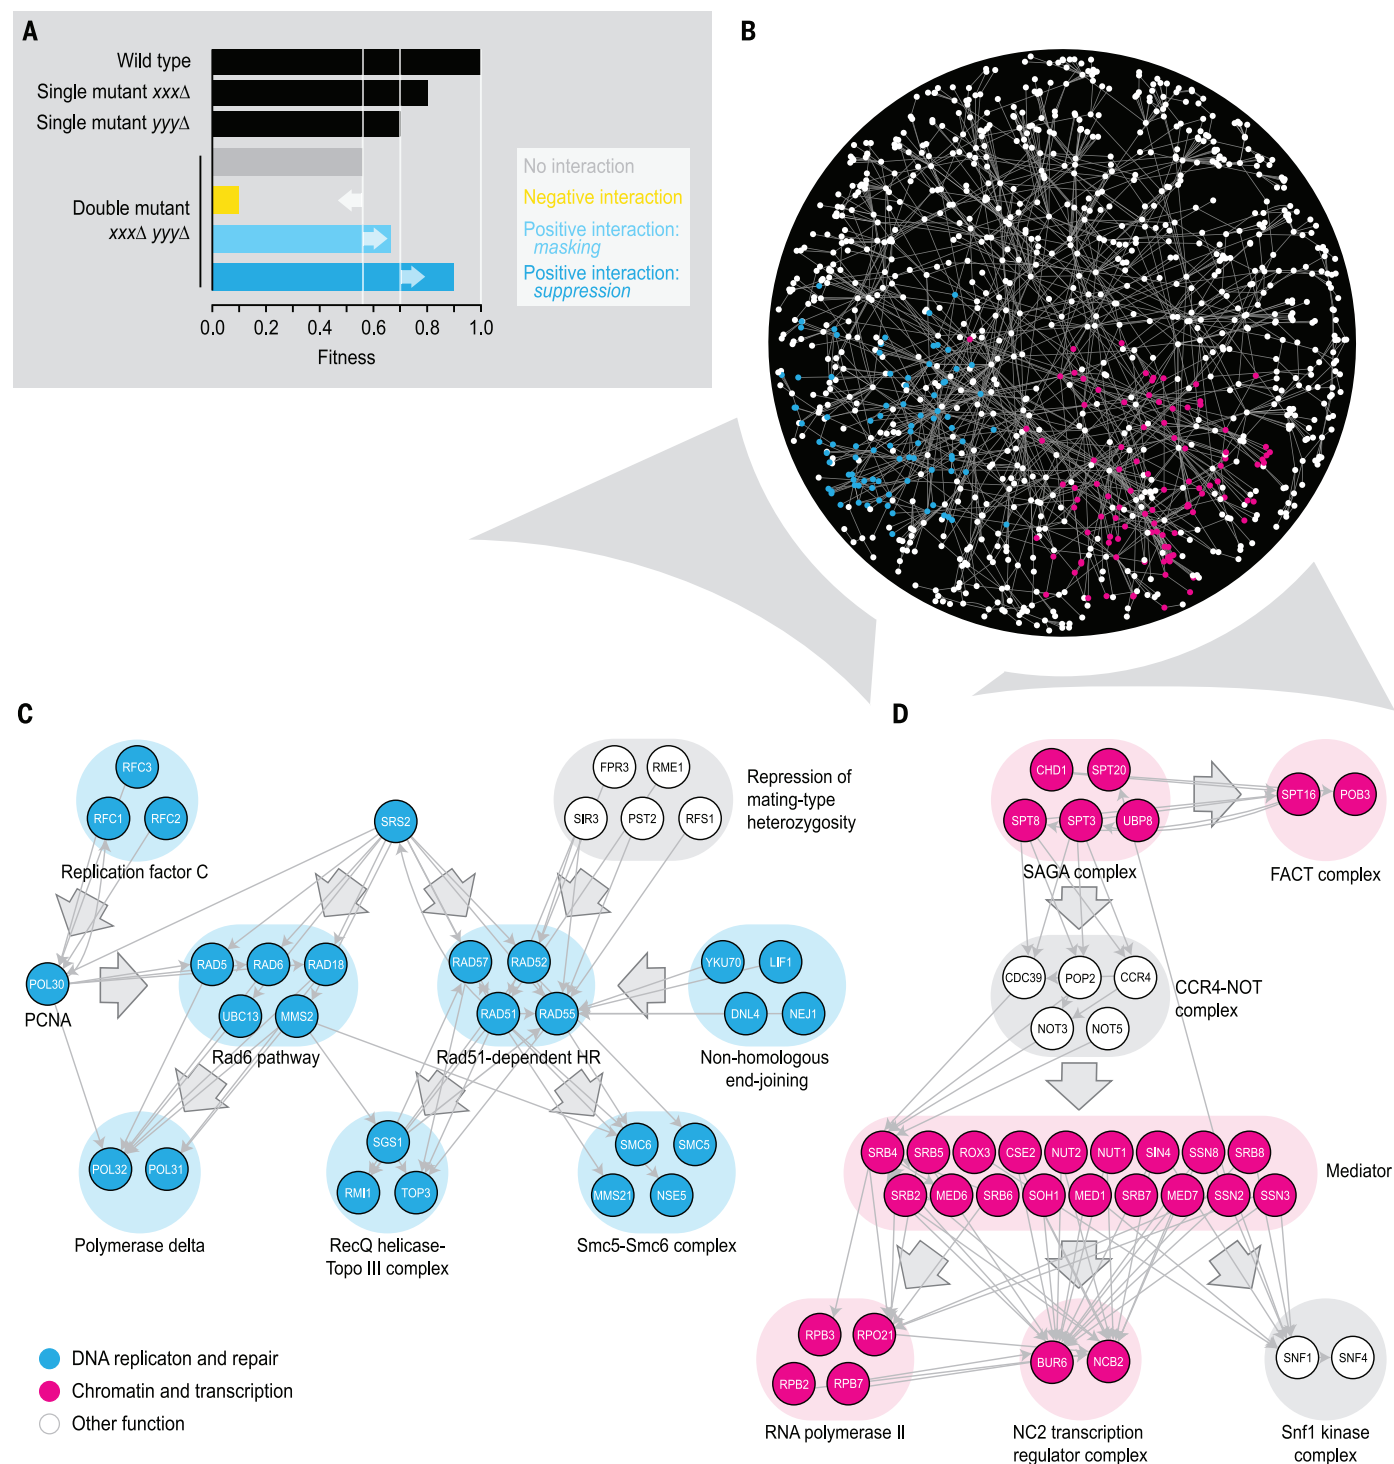 A
Wild type
Single mutant xxxΔ
Single mutant yyyΔ
Double mutant
xxxΔ yyyΔ
No interaction
Negative interaction
Positive interaction:
masking
Positive interaction:
suppression
0.0 0.2 0.4 0.6 0.8 1.0
Fitness
B
C
RFC3
RFC1 RFC2
Replication factor C
SRS2
FPR3 RME1
SIR3 PST2 RFS1
Repression of
mating-type
heterozygosity
POL30
PCNA
RAD5 RAD6 RAD18
UBC13 MMS2
Rad6 pathway
RAD57 RAD52
RAD51 RAD55
Rad51-dependent HR
YKU70 LIF1
DNL4 NEJ1
Non-homologous
end-joining
POL32 POL31
Polymerase delta
SGS1
RMI1 TOP3
RecQ helicase-
Topo III complex
SMC6 SMC5
MMS21 NSE5
Smc5-Smc6 complex
DNA replicaton and repair
Chromatin and transcription
Other function
D
CHD1 SPT20
SPT8 SPT3 UBP8
SAGA complex
SPT16 POB3
FACT complex
CDC39 POP2 CCR4
NOT3 NOT5
CCR4-NOT
complex
SRB4 SRB5 ROX3 CSE2 NUT2 NUT1 SIN4 SSN8 SRB8
SRB2 MED6 SRB6 SOH1 MED1 SRB7 MED7 SSN2 SSN3
Mediator
RPB3 RPO21
RPB2 RPB7
RNA polymerase II
BUR6 NCB2
NC2 transcription
regulator complex
SNF1 SNF4
Snf1 kinase
complex